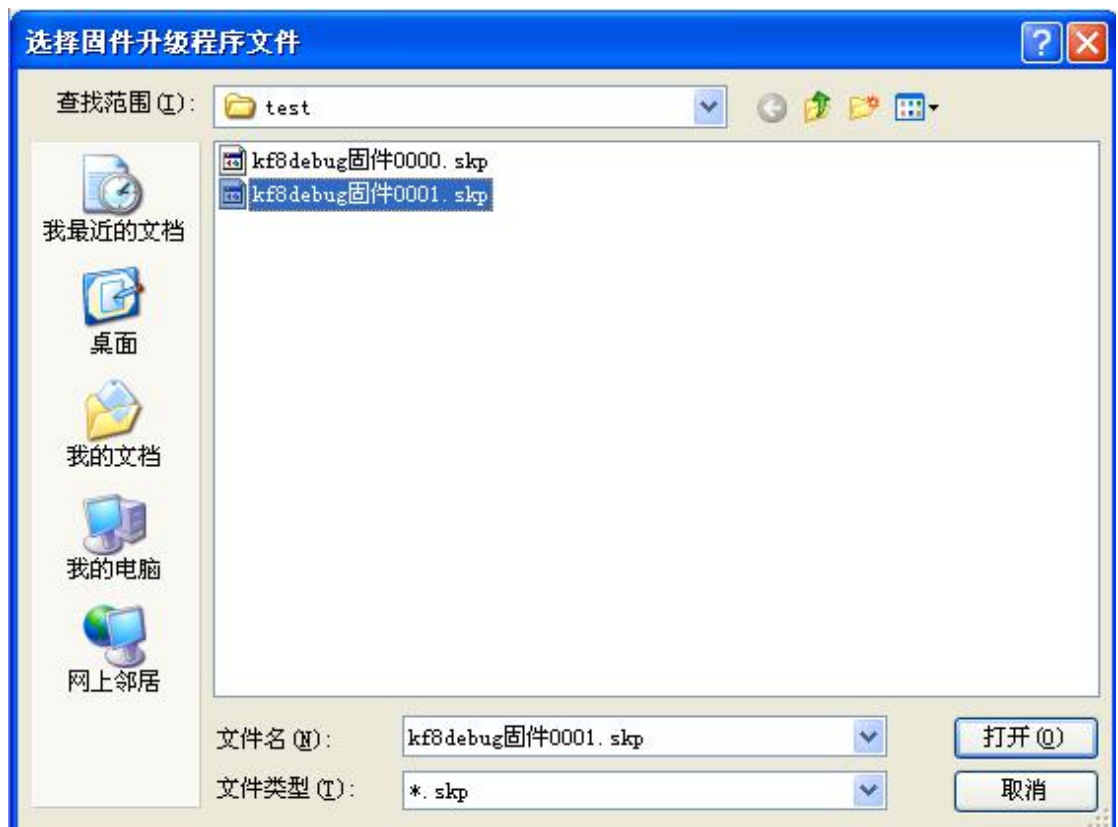 选择固件升级程序文件
查找范围(I):
test
kf8debug固件0000.skp
kf8debug固件0001.skp
我最近的文档
桌面
我的文档
我的电脑
网上邻居
文件名(N):
kf8debug固件0001.skp
打开(O)
文件类型(T):
*.skp
取消